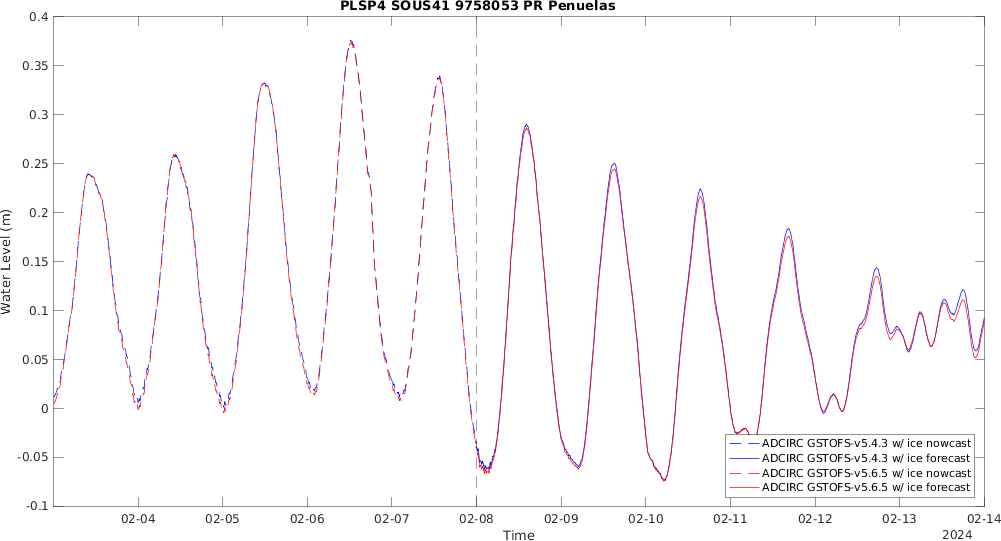 PLSP4 SOUS41 9758053 PR Penuelas
0.4
0.35
0.3
0.25
0.2
0.15
0.1
0.05
0
-0.05
-0.1
Water Level (m)
ADCIRC GSTOFS-v5.4.3 w/ ice nowcast
ADCIRC GSTOFS-v5.4.3 w/ ice forecast
ADCIRC GSTOFS-v5.6.5 w/ ice nowcast
ADCIRC GSTOFS-v5.6.5 w/ ice forecast
02-04 02-05 02-06 02-07 02-08 02-09 02-10 02-11 02-12 02-13 02-14
Time
2024